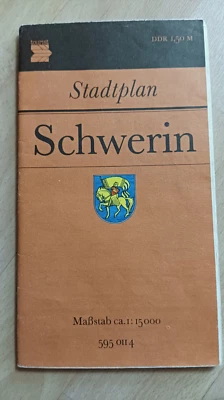 DDR 1,50 M
Stadtplan
Schwerin
Maßstab ca. 1:15000
595 011 4